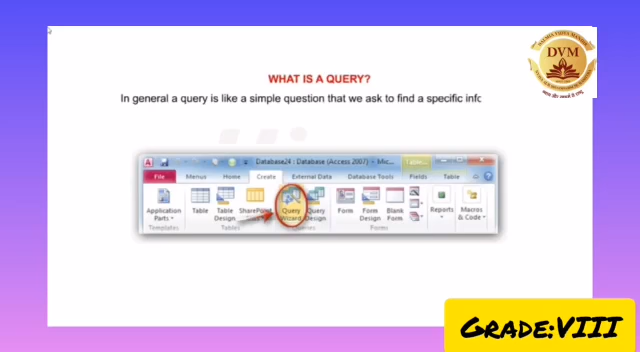 DVM
WHAT IS A QUERY?
In general a query is like a simple question that we ask to find a specific infc
Database24 : Database (Access 2007) - Mic...
Table...
File Menus Home Create External Data Database Tools Fields Table
Application Parts Table Table Design SharePoint Query Wizard Query Design Form Form Design Blank Form Reports Macros & Code
Templates Tables Queries Forms
GRADE:VIII